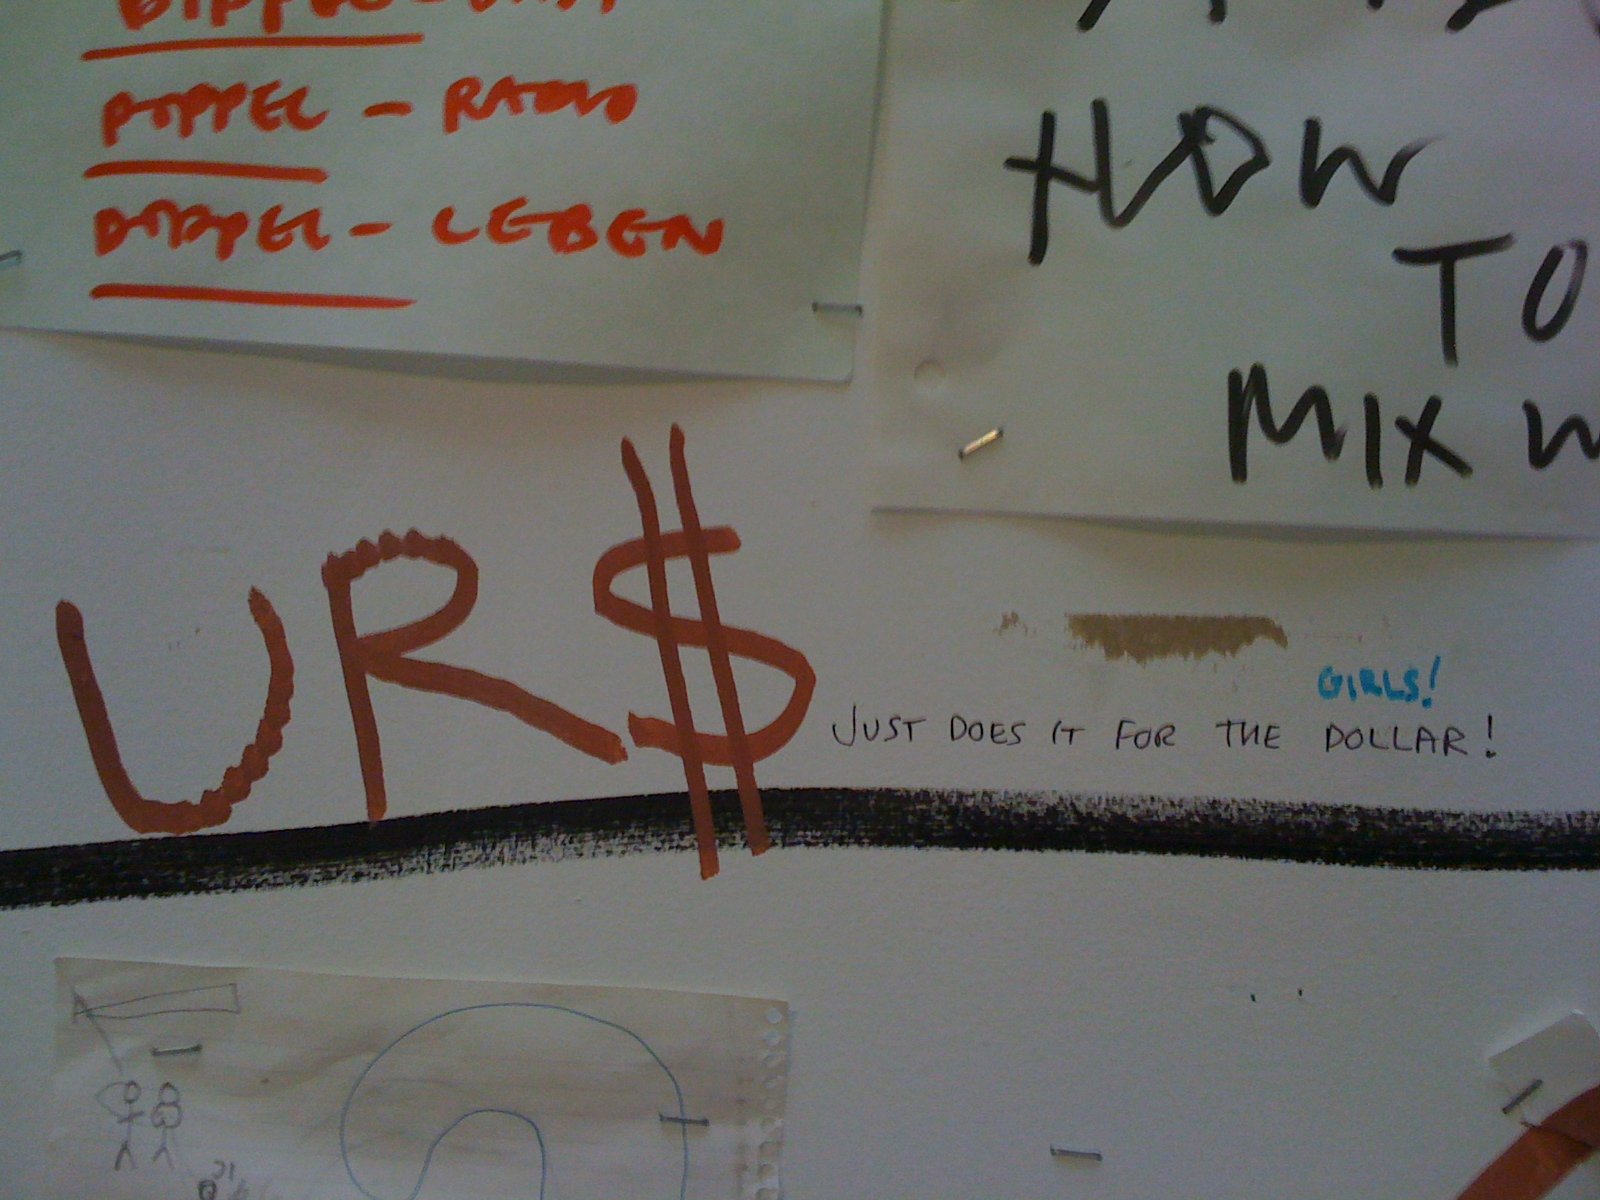 DIPPEL - RADIO
DIPPEL - LEBEN
HOW
TO
MIX
UR$
GIRLS!
JUST DOES IT FOR THE DOLLAR!